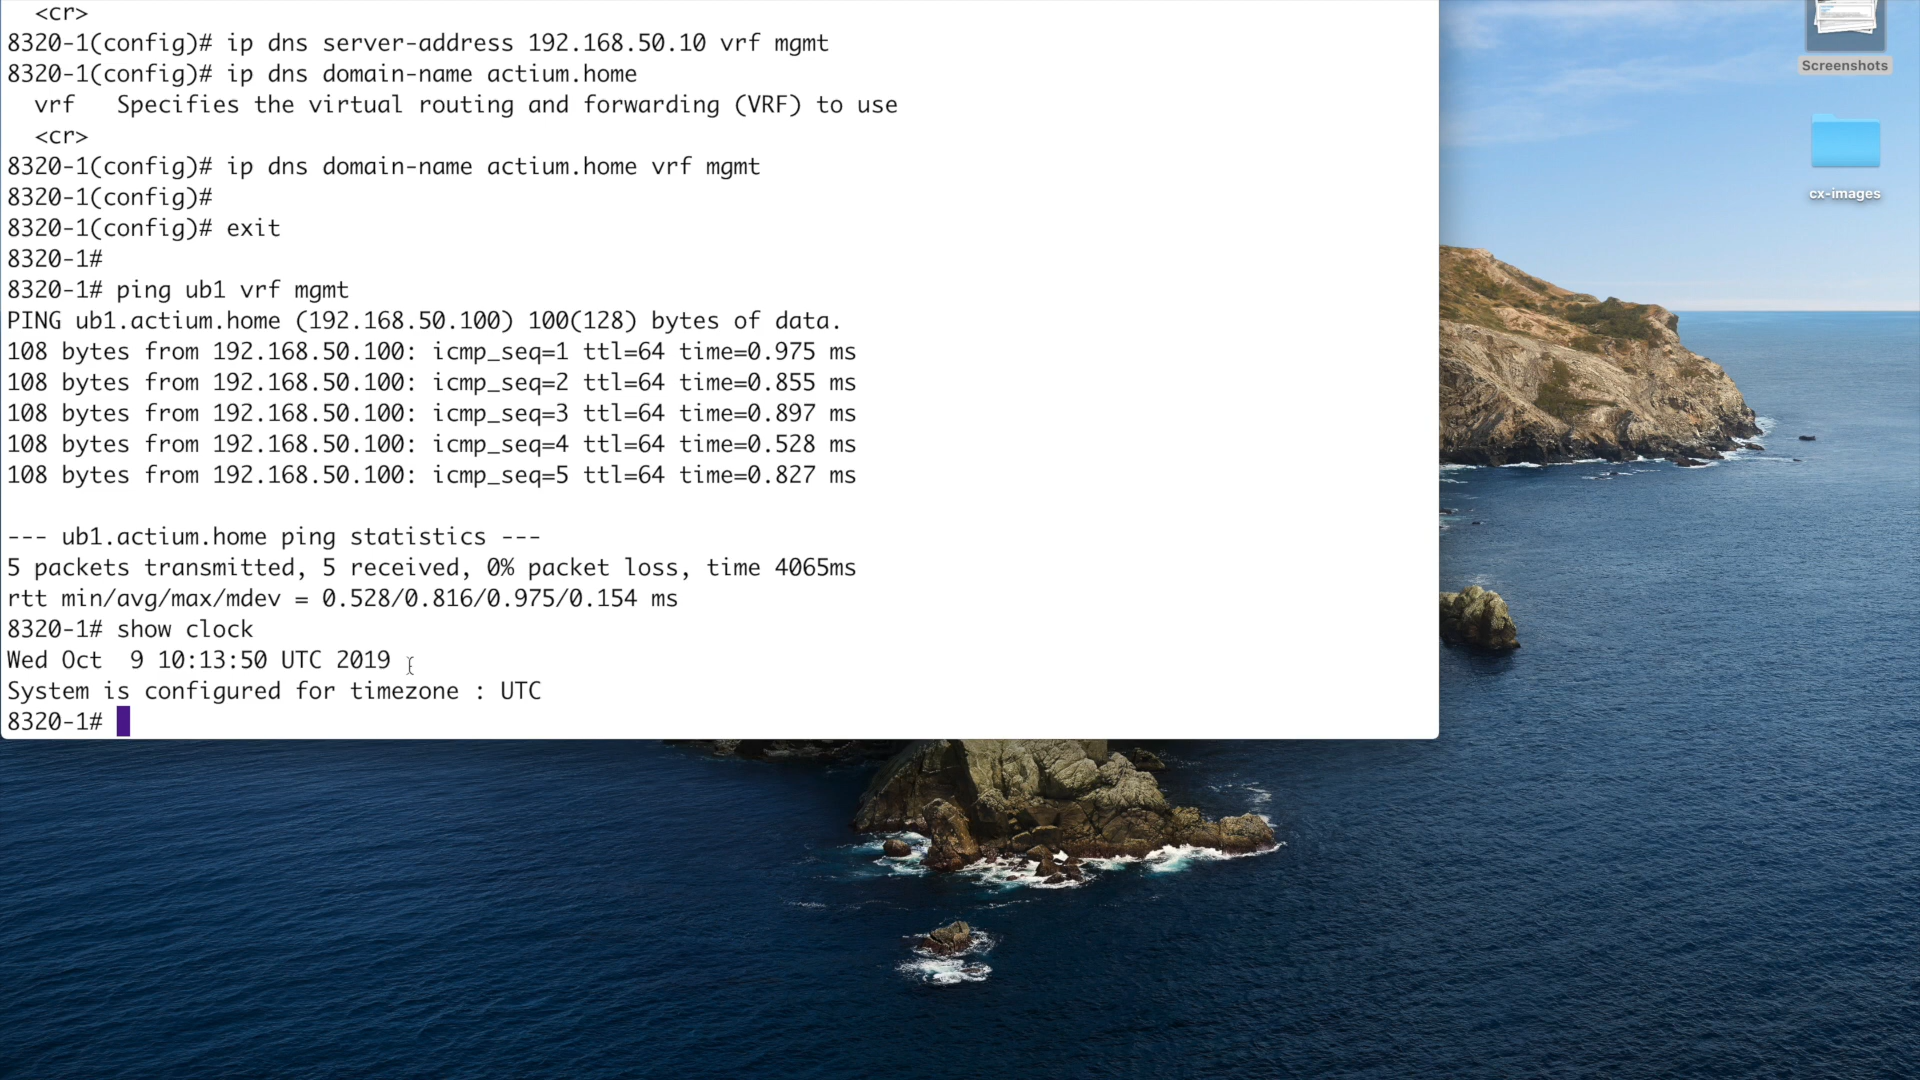 <cr>
8320-1(config)# ip dns server-address 192.168.50.10 vrf mgmt
8320-1(config)# ip dns domain-name actium.home
vrf   Specifies the virtual routing and forwarding (VRF) to use
<cr>
8320-1(config)# ip dns domain-name actium.home vrf mgmt
8320-1(config)#
8320-1(config)# exit
8320-1#
8320-1# ping ub1 vrf mgmt
PING ub1.actium.home (192.168.50.100) 100(128) bytes of data.
108 bytes from 192.168.50.100: icmp_seq=1 ttl=64 time=0.975 ms
108 bytes from 192.168.50.100: icmp_seq=2 ttl=64 time=0.855 ms
108 bytes from 192.168.50.100: icmp_seq=3 ttl=64 time=0.897 ms
108 bytes from 192.168.50.100: icmp_seq=4 ttl=64 time=0.528 ms
108 bytes from 192.168.50.100: icmp_seq=5 ttl=64 time=0.827 ms
--- ub1.actium.home ping statistics ---
5 packets transmitted, 5 received, 0% packet loss, time 4065ms
rtt min/avg/max/mdev = 0.528/0.816/0.975/0.154 ms
8320-1# show clock
Wed Oct  9 10:13:50 UTC 2019
System is configured for timezone : UTC
8320-1#
Screenshots
cx-images